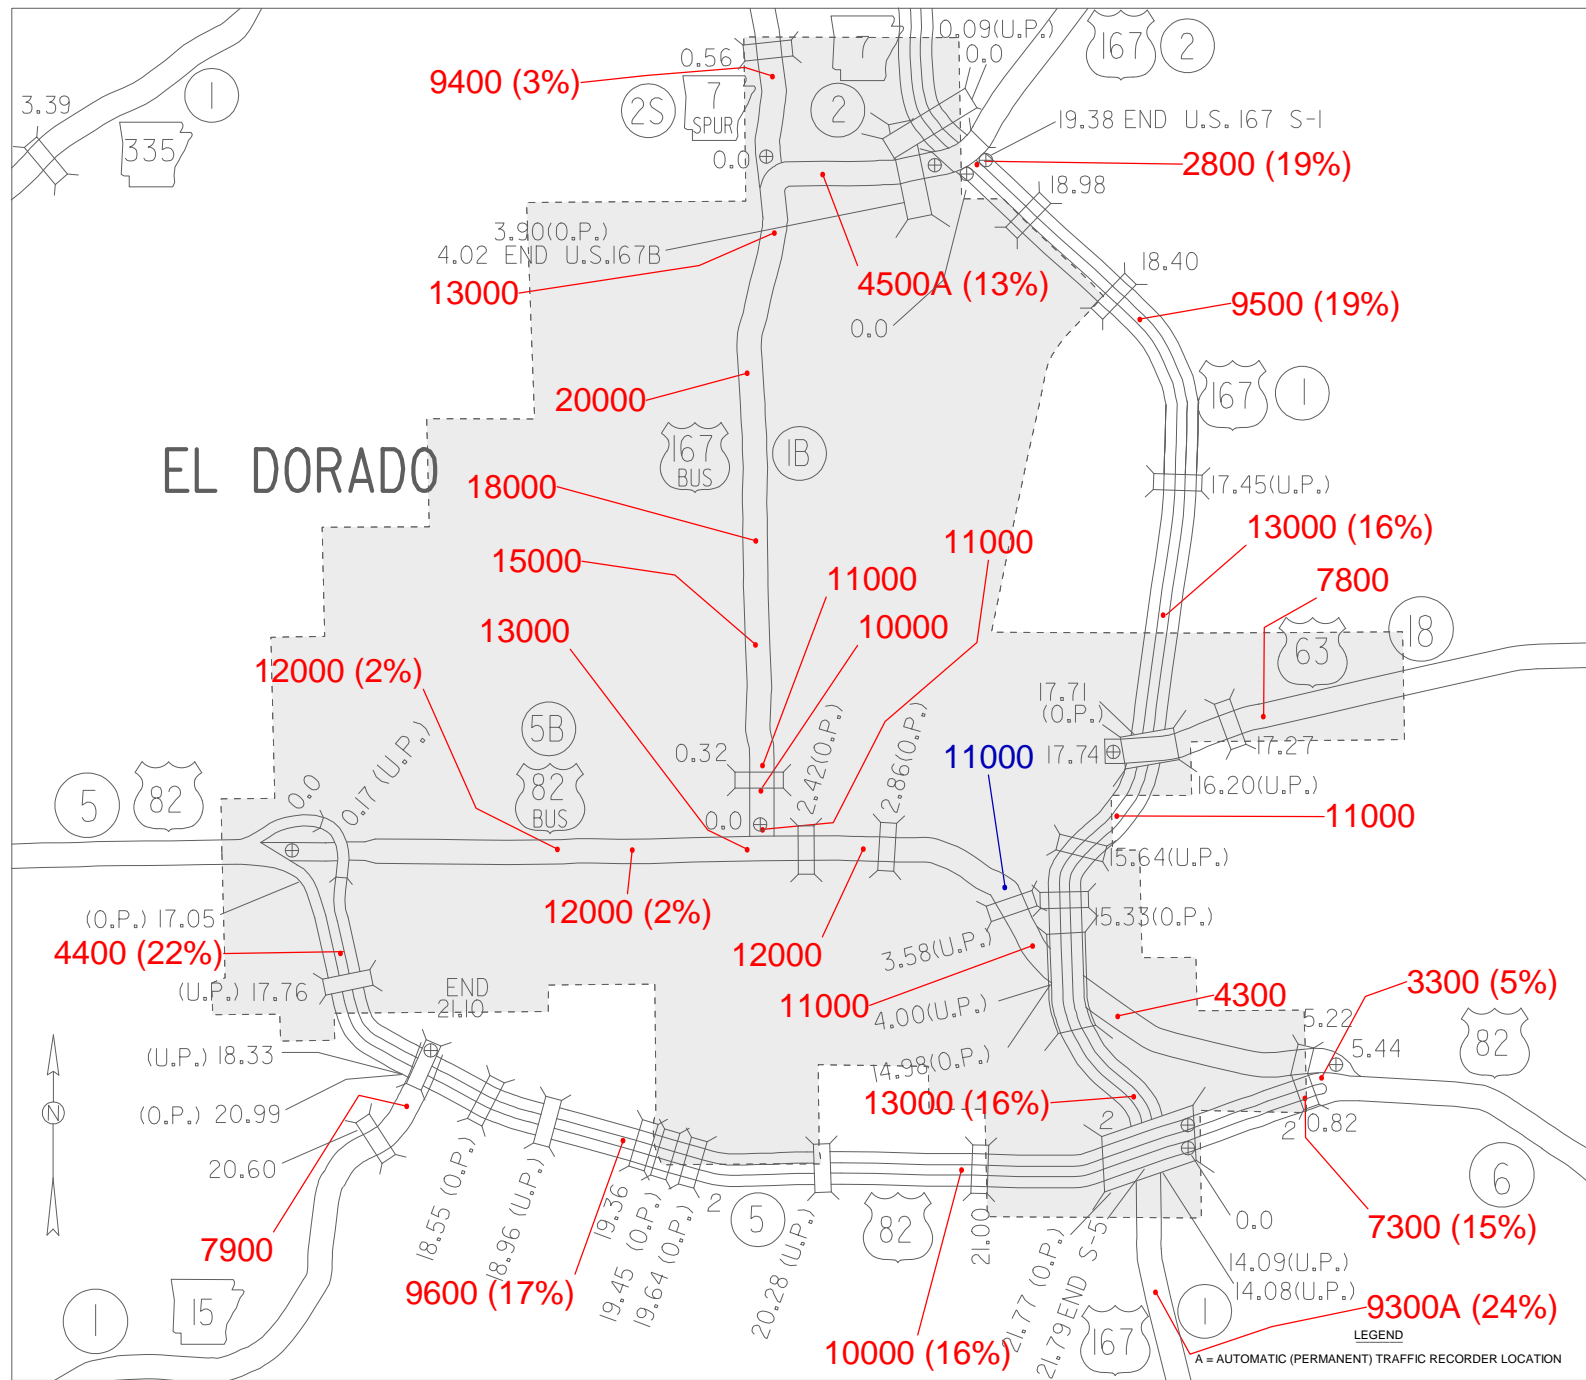 0.09(U.P.)
7
0.0
167
2
0.56
9400 (3%)
1
3.39
335
2S
7
SPUR
2
19.38 END U.S. 167 S-1
0.0
2800 (19%)
18.98
3.90(O.P.)
4.02 END U.S.167B
18.40
13000
4500A (13%)
9500 (19%)
0.0
167
1
20000
EL DORADO
167
BUS
1B
18000
17.45(U.P.)
13000 (16%)
11000
15000
11000
7800
10000
13000
18
63
12000 (2%)
17.71
(O.P.)
5B
0.17 (U.P.)
0.32
2.42(O.P.)
2.86(O.P.)
11000
17.74
17.27
16.20(U.P.)
82
BUS
5
82
0.0
0.0
11000
15.64(U.P.)
12000 (2%)
(O.P.) 17.05
15.33(O.P.)
4400 (22%)
12000
3.58(U.P.)
(U.P.) 17.76
END
21.10
11000
4.00(U.P.)
4300
3300 (5%)
5.22
82
5.44
(U.P.) 18.33
14.98(O.P.)
N
(O.P.) 20.99
13000 (16%)
2
2
0.82
20.60
6
18.55 (O.P.)
18.96 (U.P.)
19.36
19.45 (O.P.)
19.64 (O.P.)
2
5
20.28 (U.P.)
82
21.00
21.77 (O.P.)
21.79 END S-5
0.0
7300 (15%)
7900
14.09(U.P.)
14.08(U.P.)
9600 (17%)
1
15
167
1
9300A (24%)
10000 (16%)
LEGEND
A = AUTOMATIC (PERMANENT) TRAFFIC RECORDER LOCATION